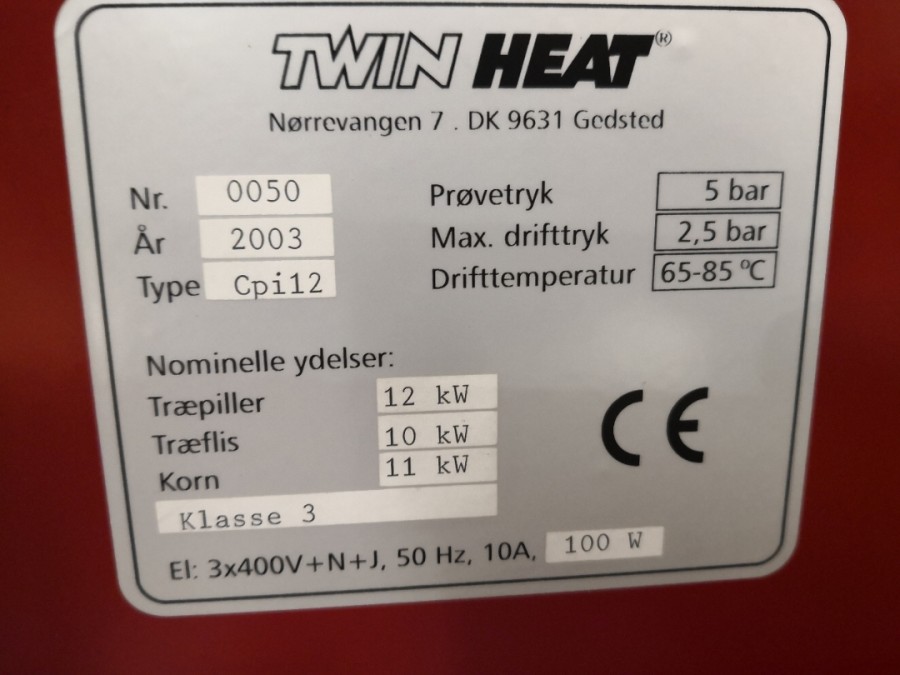 TWIN HEAT®
Nørrevangen 7 . DK 9631 Gedsted
Nr. 0050
År 2003
Type Cpi12
Prøvetryk 5 bar
Max. drifttryk 2,5 bar
Drifttemperatur 65-85 ºC
Nominelle ydelser:
Træpiller 12 kW
Træflis 10 kW
Korn 11 kW
Klasse 3
CE
El: 3x400V+N+J, 50 Hz, 10A, 100 W